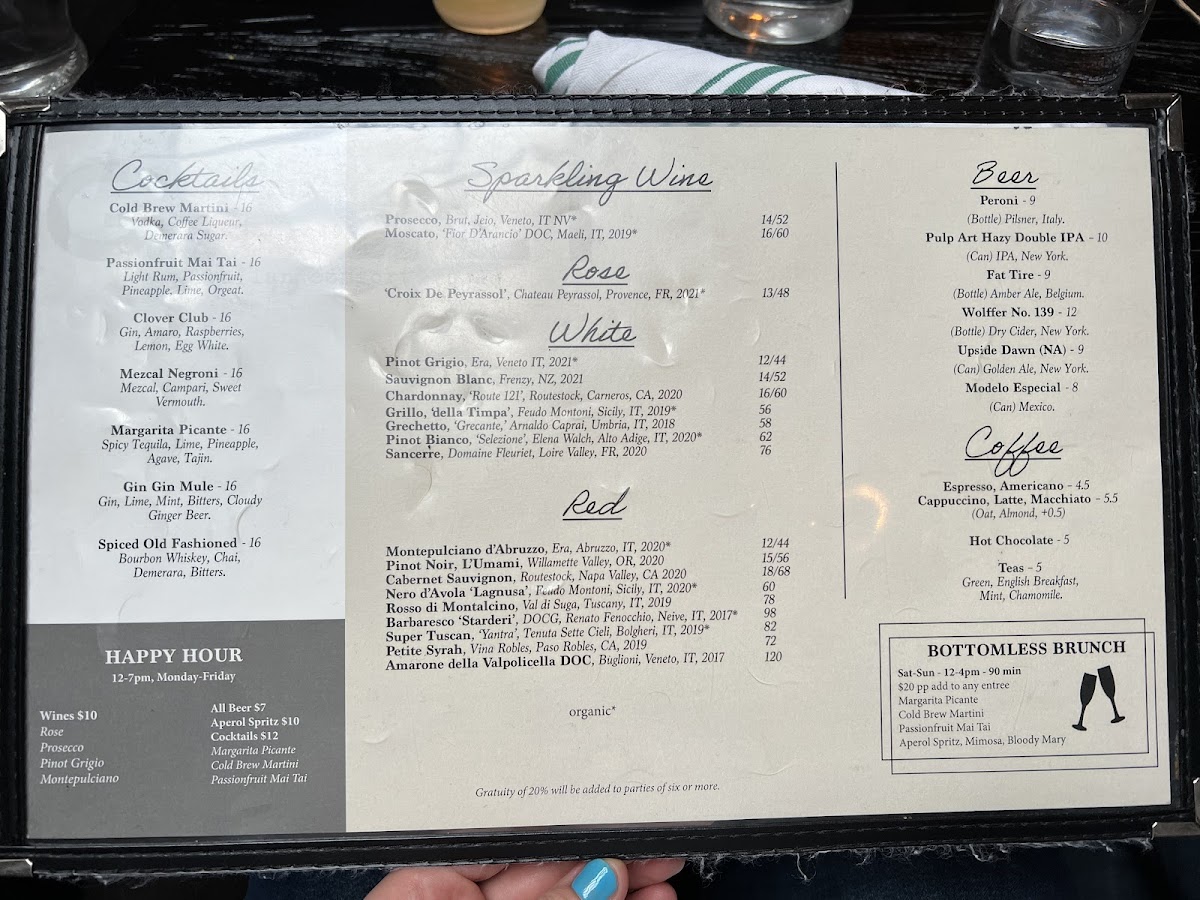 Cocktails
Cold Brew Martini - 16
Vodka, Coffee Liqueur,
Demerara Sugar.
Passionfruit Mai Tai - 16
Light Rum, Passionfruit,
Pineapple, Lime, Orgeat.
Clover Club - 16
Gin, Amaro, Raspberries,
Lemon, Egg White.
Mezcal Negroni - 16
Mezcal, Campari, Sweet
Vermouth.
Margarita Picante - 16
Spicy Tequila, Lime, Pineapple,
Agave, Tajin.
Gin Gin Mule - 16
Gin, Lime, Mint, Bitters, Cloudy
Ginger Beer.
Spiced Old Fashioned - 16
Bourbon Whiskey, Chai,
Demerara, Bitters.
HAPPY HOUR
12-7pm, Monday-Friday
Wines $10
Rose
Prosecco
Pinot Grigio
Montepulciano
All Beer $7
Aperol Spritz $10
Cocktails $12
Margarita Picante
Cold Brew Martini
Passionfruit Mai Tai
Sparkling Wine
Prosecco, Brut, Jeio, Veneto, IT NV* 14/52
Moscato, 'Fior D'Arancio' DOC, Maeli, IT, 2019* 16/60
Rose
'Croix De Peyrassol', Chateau Peyrassol, Provence, FR, 2021* 13/48
White
Pinot Grigio, Era, Veneto IT, 2021* 12/44
Sauvignon Blanc, Frenzy, NZ, 2021 14/52
Chardonnay, 'Route 121', Routestock, Carneros, CA, 2020 16/60
Grillo, 'della Timpa', Feudo Montoni, Sicily, IT, 2019* 56
Grechetto, 'Grecante,' Arnaldo Caprai, Umbria, IT, 2018 58
Pinot Bianco, 'Selezione', Elena Walch, Alto Adige, IT, 2020* 62
Sancerre, Domaine Fleuriet, Loire Valley, FR, 2020 76
Red
Montepulciano d'Abruzzo, Era, Abruzzo, IT, 2020* 12/44
Pinot Noir, L'Umami, Willamette Valley, OR, 2020 15/56
Cabernet Sauvignon, Routestock, Napa Valley, CA 2020 18/68
Nero d'Avola 'Lagnusa', Feudo Montoni, Sicily, IT, 2020* 60
Rosso di Montalcino, Val di Suga, Tuscany, IT, 2019 78
Barbaresco 'Starderi', DOCG, Renato Fenocchio, Neive, IT, 2017* 98
Super Tuscan, 'Yantra', Tenuta Sette Cieli, Bolgheri, IT, 2019* 82
Petite Syrah, Vina Robles, Paso Robles, CA, 2019 72
Amarone della Valpolicella DOC, Buglioni, Veneto, IT, 2017 120
organic*
Gratuity of 20% will be added to parties of six or more.
Beer
Peroni - 9
(Bottle) Pilsner, Italy.
Pulp Art Hazy Double IPA - 10
(Can) IPA, New York.
Fat Tire - 9
(Bottle) Amber Ale, Belgium.
Wolffer No. 139 - 12
(Bottle) Dry Cider, New York.
Upside Dawn (NA) - 9
(Can) Golden Ale, New York.
Modelo Especial - 8
(Can) Mexico.
Coffee
Espresso, Americano - 4.5
Cappuccino, Latte, Macchiato - 5.5
(Oat, Almond, +0.5)
Hot Chocolate - 5
Teas - 5
Green, English Breakfast,
Mint, Chamomile.
BOTTOMLESS BRUNCH
Sat-Sun - 12-4pm - 90 min
$20 pp add to any entree
Margarita Picante
Cold Brew Martini
Passionfruit Mai Tai
Aperol Spritz, Mimosa, Bloody Mary